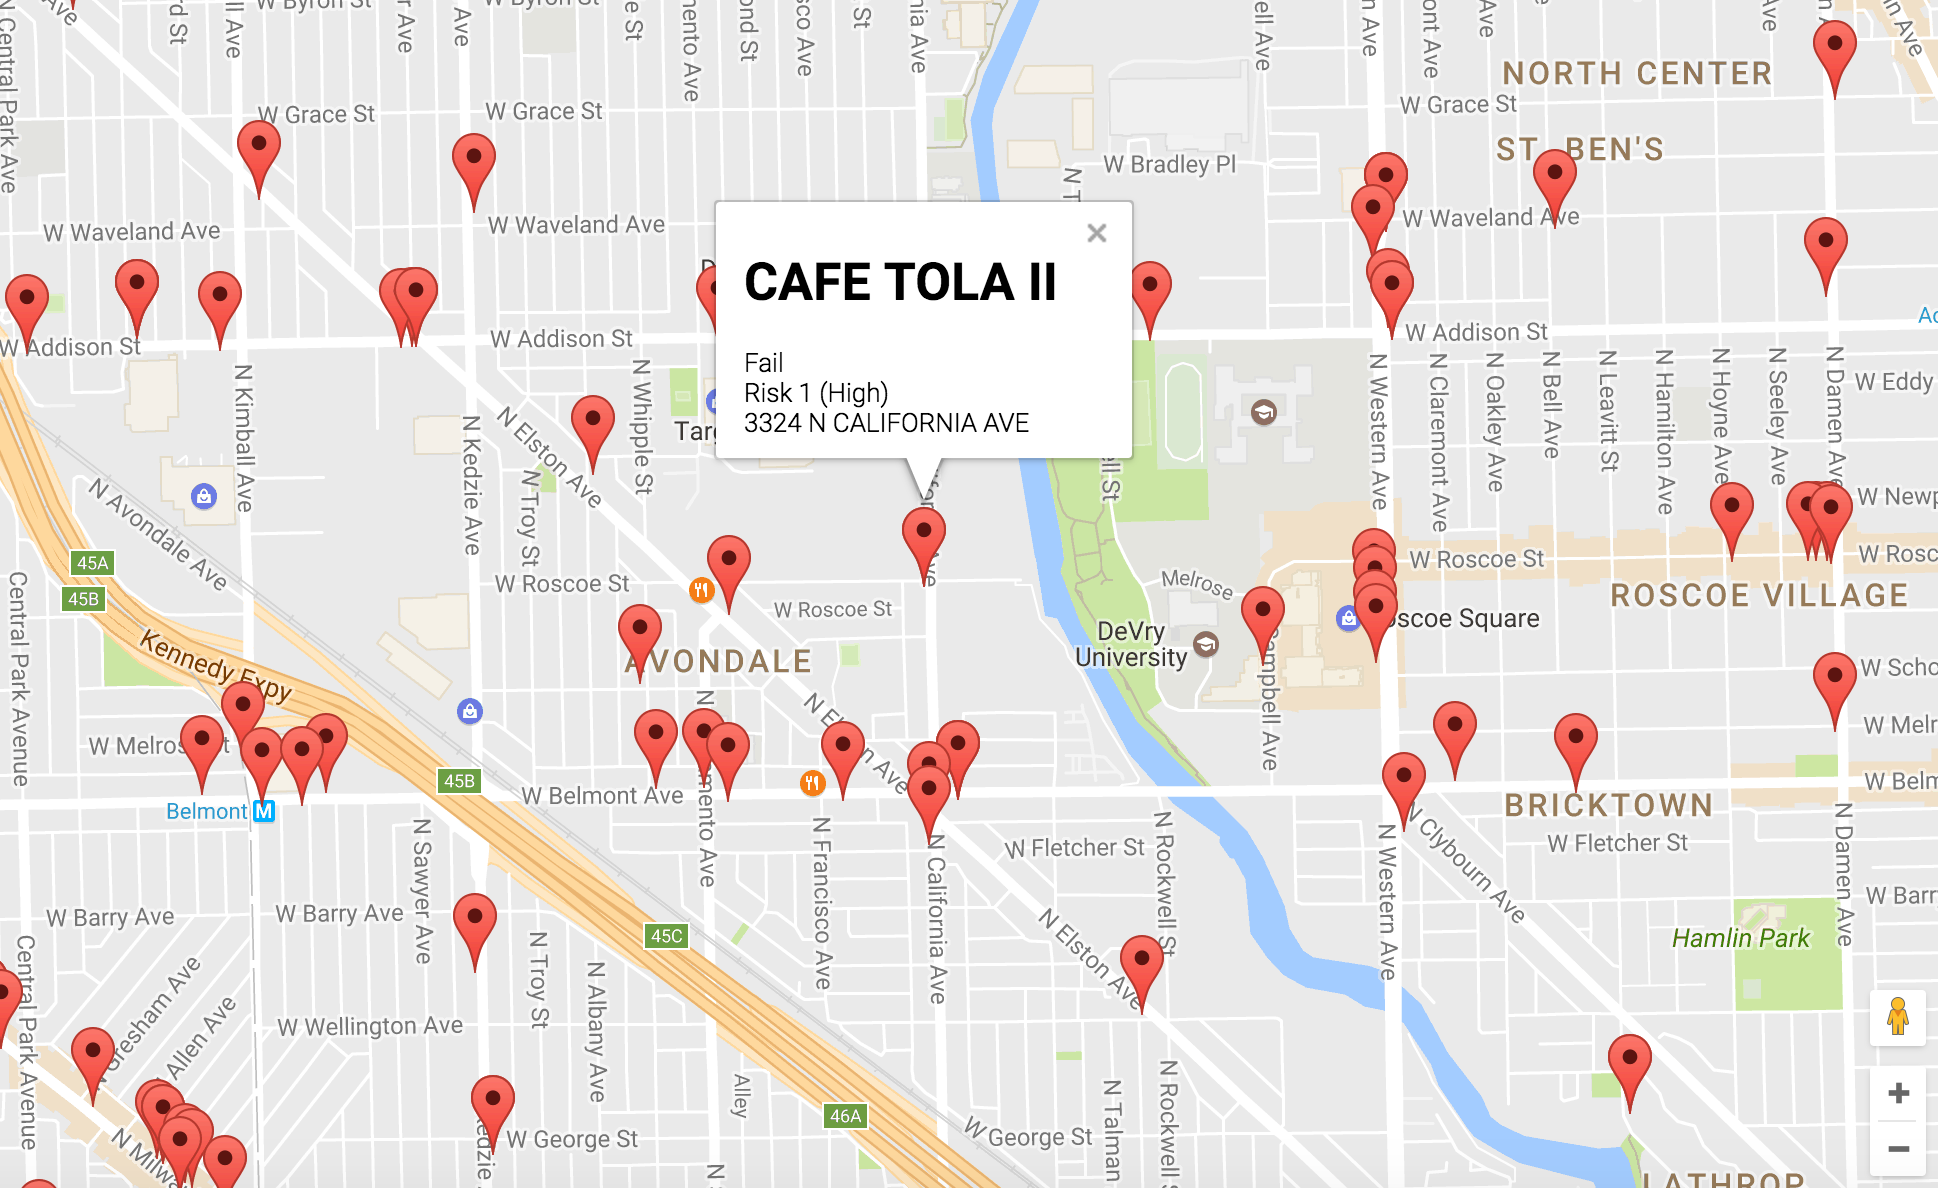 W Byron St
W Byron St
NORTH CENTER
W Grace St
W Grace St
W Grace St
ST. BEN'S
W Bradley Pl
W Waveland Ave
W Waveland Ave
W Waveland Ave
CAFE TOLA II
Fail
Risk 1 (High)
3324 N CALIFORNIA AVE
W Addison St
W Addison St
W Addison St
N Central Park Ave
N Kimball Ave
N Kedzie Ave
N Elston Ave
N Whipple St
N Troy St
N Avondale Ave
N Western Ave
N Claremont Ave
N Oakley Ave
N Bell Ave
N Leavitt St
N Hamilton Ave
N Hoyne Ave
N Seeley Ave
N Damen Ave
W Eddy
W Newp
45A
45B
Kennedy Expy
W Roscoe St
W Roscoe St
W Roscoe St
W Rosc
Melrose
ROSCOE VILLAGE
DeVry
University
oscoe Square
AVONDALE
W Scho
W Melr
Central Park Avenue
Belmont
M
45B
W Belmont Ave
W Belm
BRICKTOWN
W Fletcher St
W Fletcher St
N Sawyer Ave
N Francisco Ave
N California Ave
N Elston Ave
N Rockwell St
Campbell Ave
N Western Ave
N Clybourn Ave
N Damen Ave
W Barry Ave
W Barry Ave
W Barr
45C
Hamlin Park
N Gresham Ave
Allen Ave
Central Park Avenue
W Wellington Ave
N Troy St
N Albany Ave
Alley
46A
W George St
W George St
N Talman
N Rockwell S
N Milwa
LATHROP